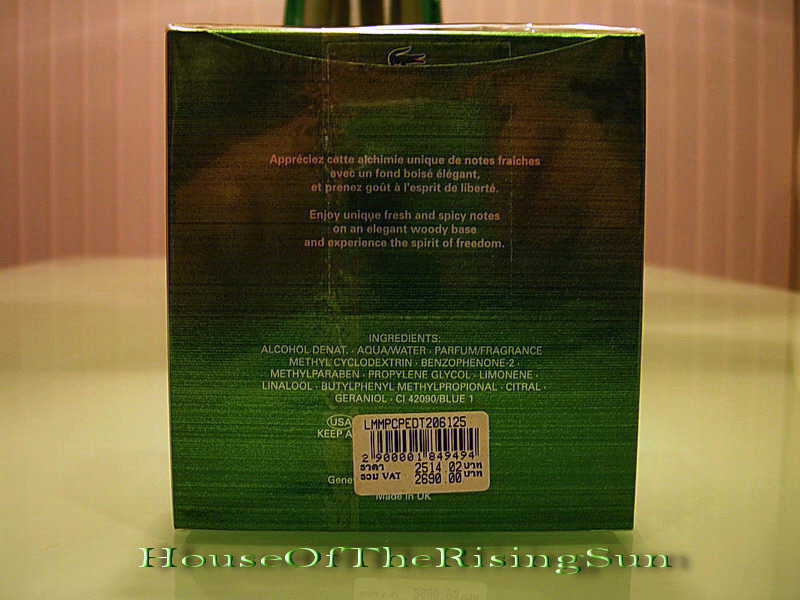 Appréciez cette alchimie unique de notes fraîches
avec un fond boisé élégant,
et prenez goût à l'esprit de liberté.
Enjoy unique fresh and spicy notes
on an elegant woody base
and experience the spirit of freedom.
INGREDIENTS:
ALCOHOL DENAT. · AQUA/WATER · PARFUM/FRAGRANCE
METHYL CYCLODEXTRIN · BENZOPHENONE-2 ·
METHYLPARABEN · PROPYLENE GLYCOL · LIMONENE ·
LINALOOL · BUTYLPHENYL METHYLPROPIONAL · CITRAL ·
GERANIOL · CI 42090/BLUE 1
(USA
KEEP A
LMMPCPEDT206125
2 900001 849494
ราคา 2514.02 บาท
รวม VAT 2690.00 บาท
Gene
Made in UK
HouseOfTheRisingSun